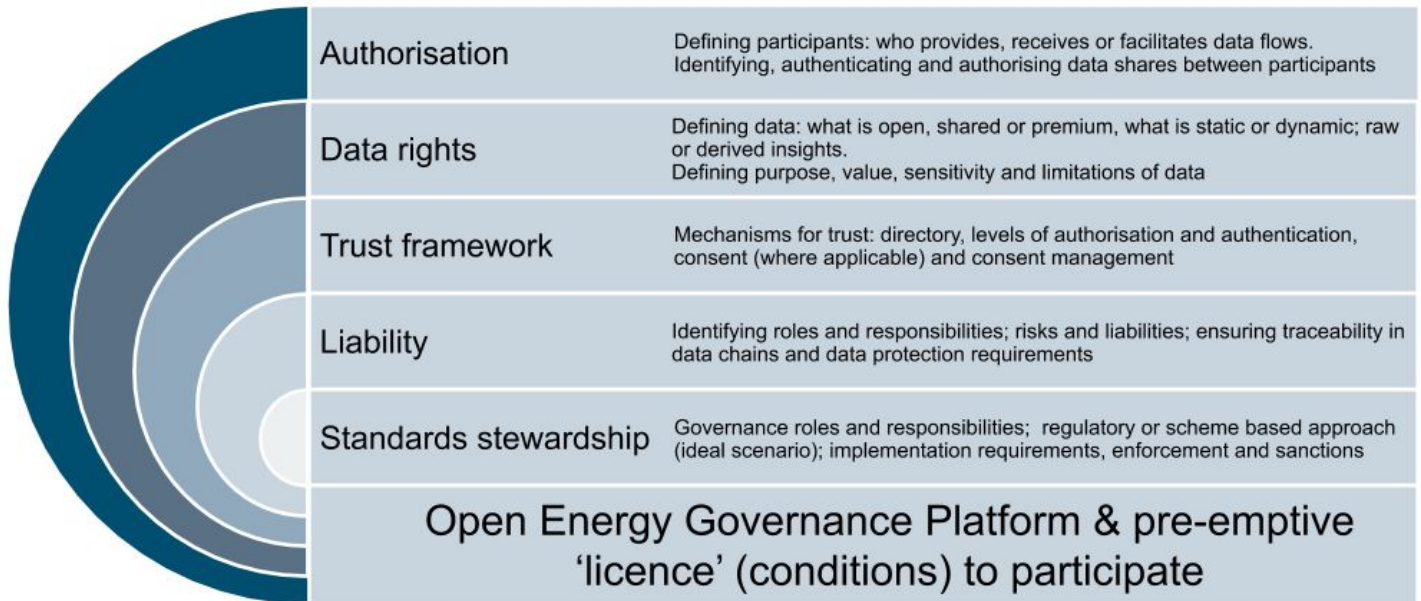 Authorisation
Defining participants: who provides, receives or facilitates data flows.
Identifying, authenticating and authorising data shares between participants
Data rights
Defining data: what is open, shared or premium, what is static or dynamic; raw
or derived insights.
Defining purpose, value, sensitivity and limitations of data
Trust framework
Mechanisms for trust: directory, levels of authorisation and authentication,
consent (where applicable) and consent management
Liability
Identifying roles and responsibilities; risks and liabilities; ensuring traceability in
data chains and data protection requirements
Standards stewardship
Governance roles and responsibilities; regulatory or scheme based approach
(ideal scenario); implementation requirements, enforcement and sanctions
Open Energy Governance Platform & pre-emptive
‘licence’ (conditions) to participate